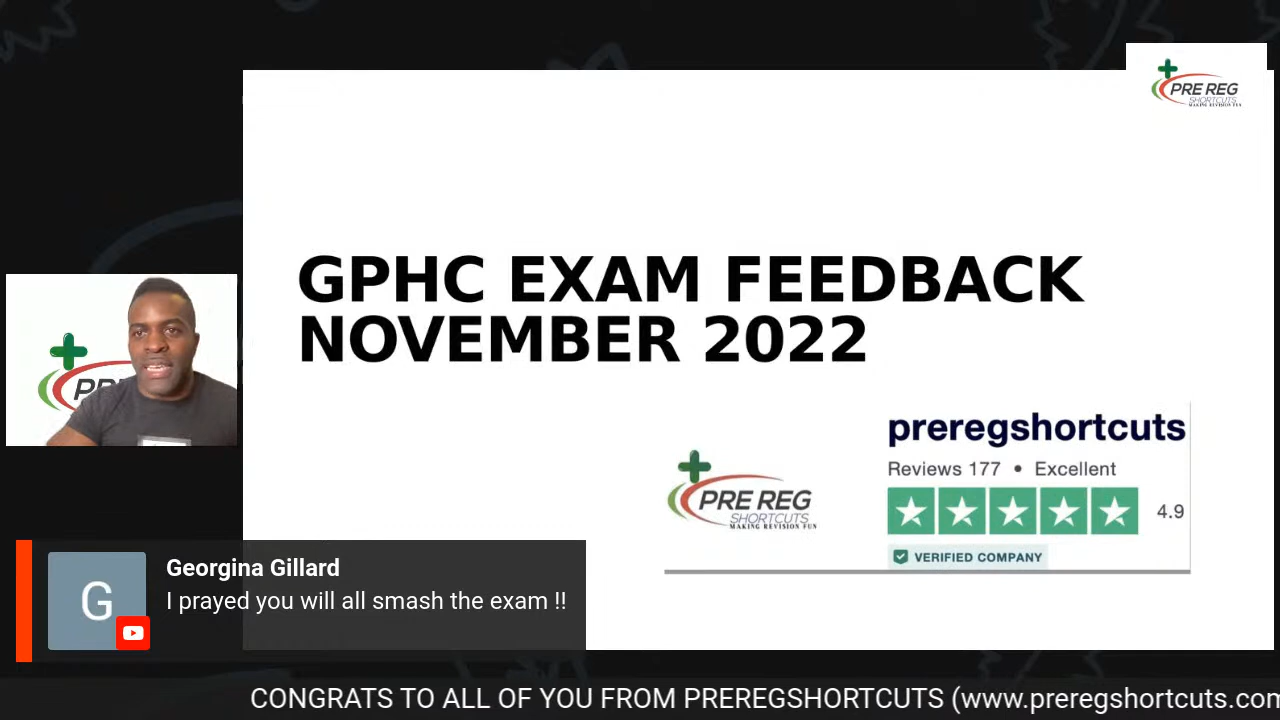 PRE REG
SHORTCUTS
MAKING REVISION FUN
GPHC EXAM FEEDBACK
NOVEMBER 2022
preregshortcuts
Reviews 177 • Excellent
4.9
VERIFIED COMPANY
PRE REG
SHORTCUTS
MAKING REVISION FUN
G
Georgina Gillard
I prayed you will all smash the exam !!
CONGRATS TO ALL OF YOU FROM PREREGSHORTCUTS (www.preregshortcuts.com